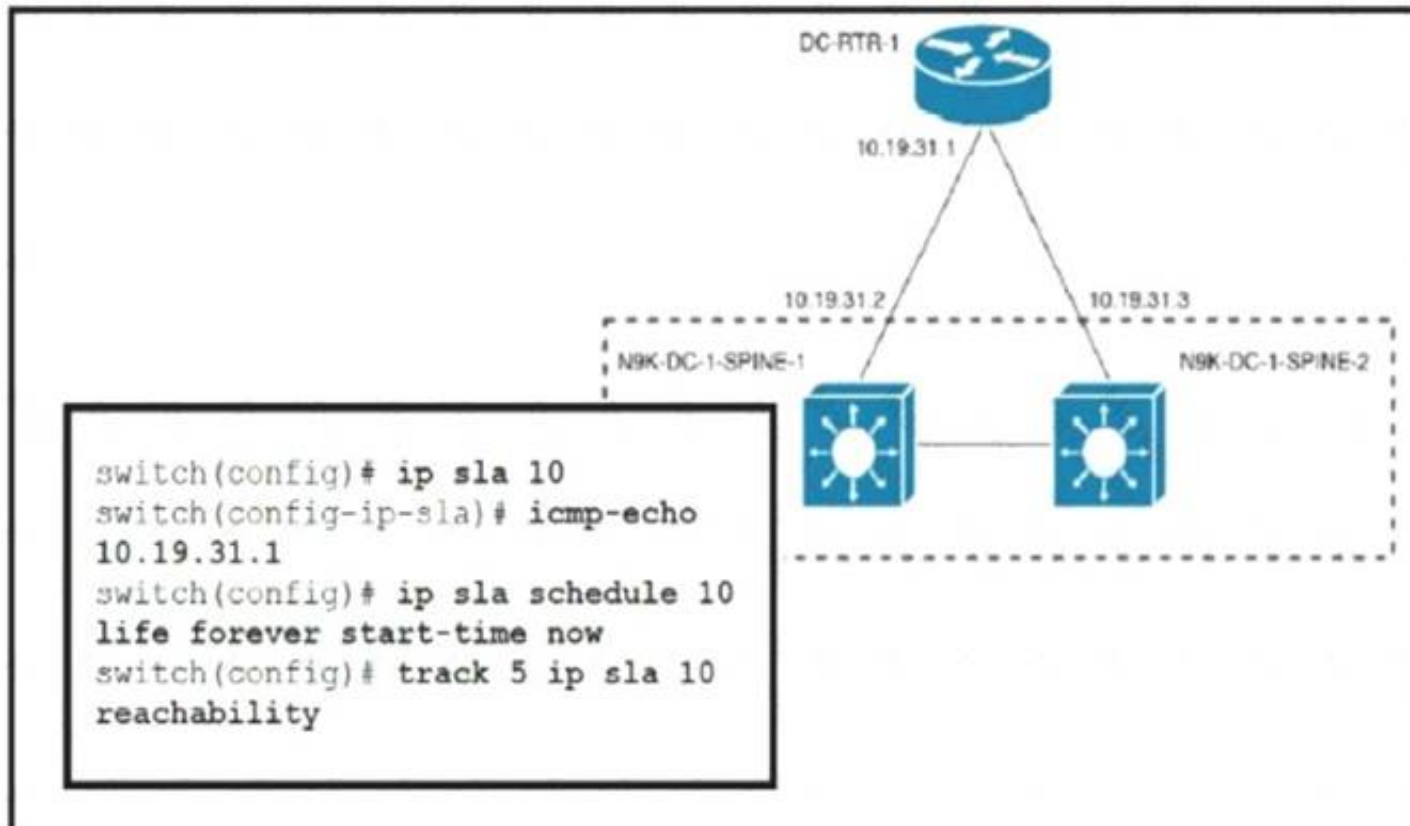 DC-RTR-1
10.19.31.1
10.19.31.2
10.19.31.3
N9K-DC-1-SPINE-1
N9K-DC-1-SPINE-2
switch(config)# ip sla 10
switch(config-ip-sla)# icmp-echo
10.19.31.1
switch(config)# ip sla schedule 10
life forever start-time now
switch(config)# track 5 ip sla 10
reachability